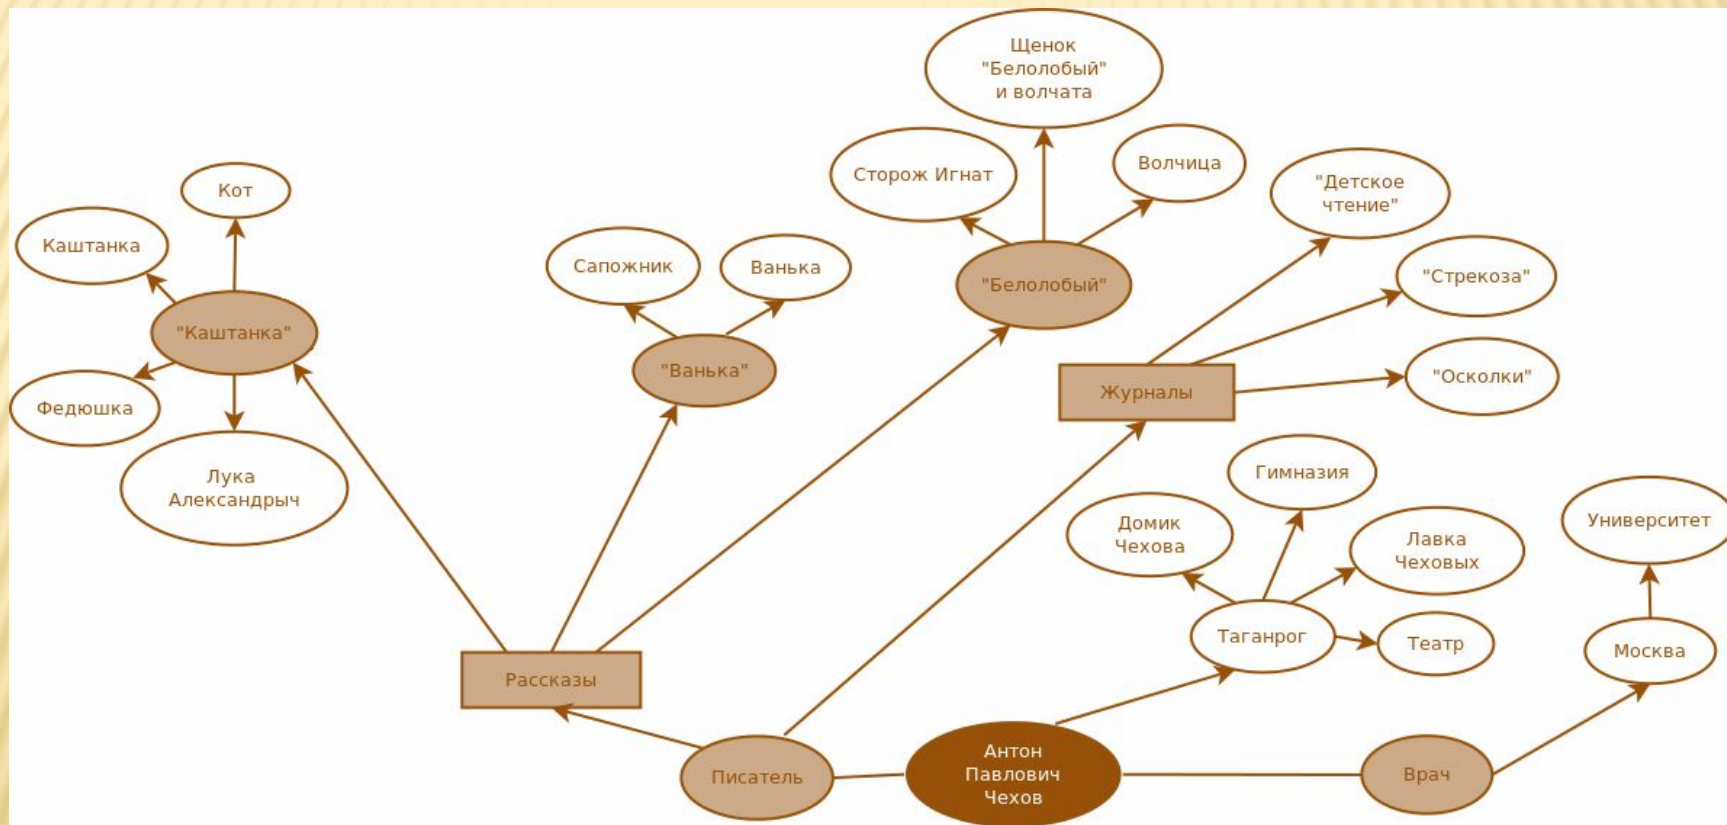 Щенок
"Белолобый"
и волчата
Сторож Игнат
Волчица
"Детское
чтение"
Кот
Каштанка
Сапожник
Ванька
"Белолобый"
"Стрекоза"
"Каштанка"
"Ванька"
Журналы
"Осколки"
Федюшка
Лука
Александрыч
Гимназия
Домик
Чехова
Лавка
Чеховых
Университет
Таганрог
Театр
Москва
Рассказы
Писатель
Антон
Павлович
Чехов
Врач